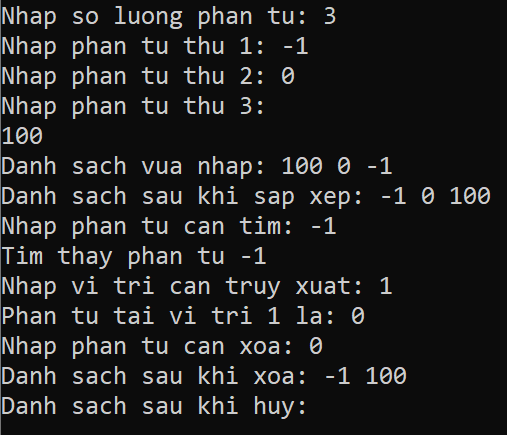 Nhap so luong phan tu: 3
Nhap phan tu thu 1: -1
Nhap phan tu thu 2: 0
Nhap phan tu thu 3:
100
Danh sach vua nhap: 100 0 -1
Danh sach sau khi sap xep: -1 0 100
Nhap phan tu can tim: -1
Tim thay phan tu -1
Nhap vi tri can truy xuat: 1
Phan tu tai vi tri 1 la: 0
Nhap phan tu can xoa: 0
Danh sach sau khi xoa: -1 100
Danh sach sau khi huy: